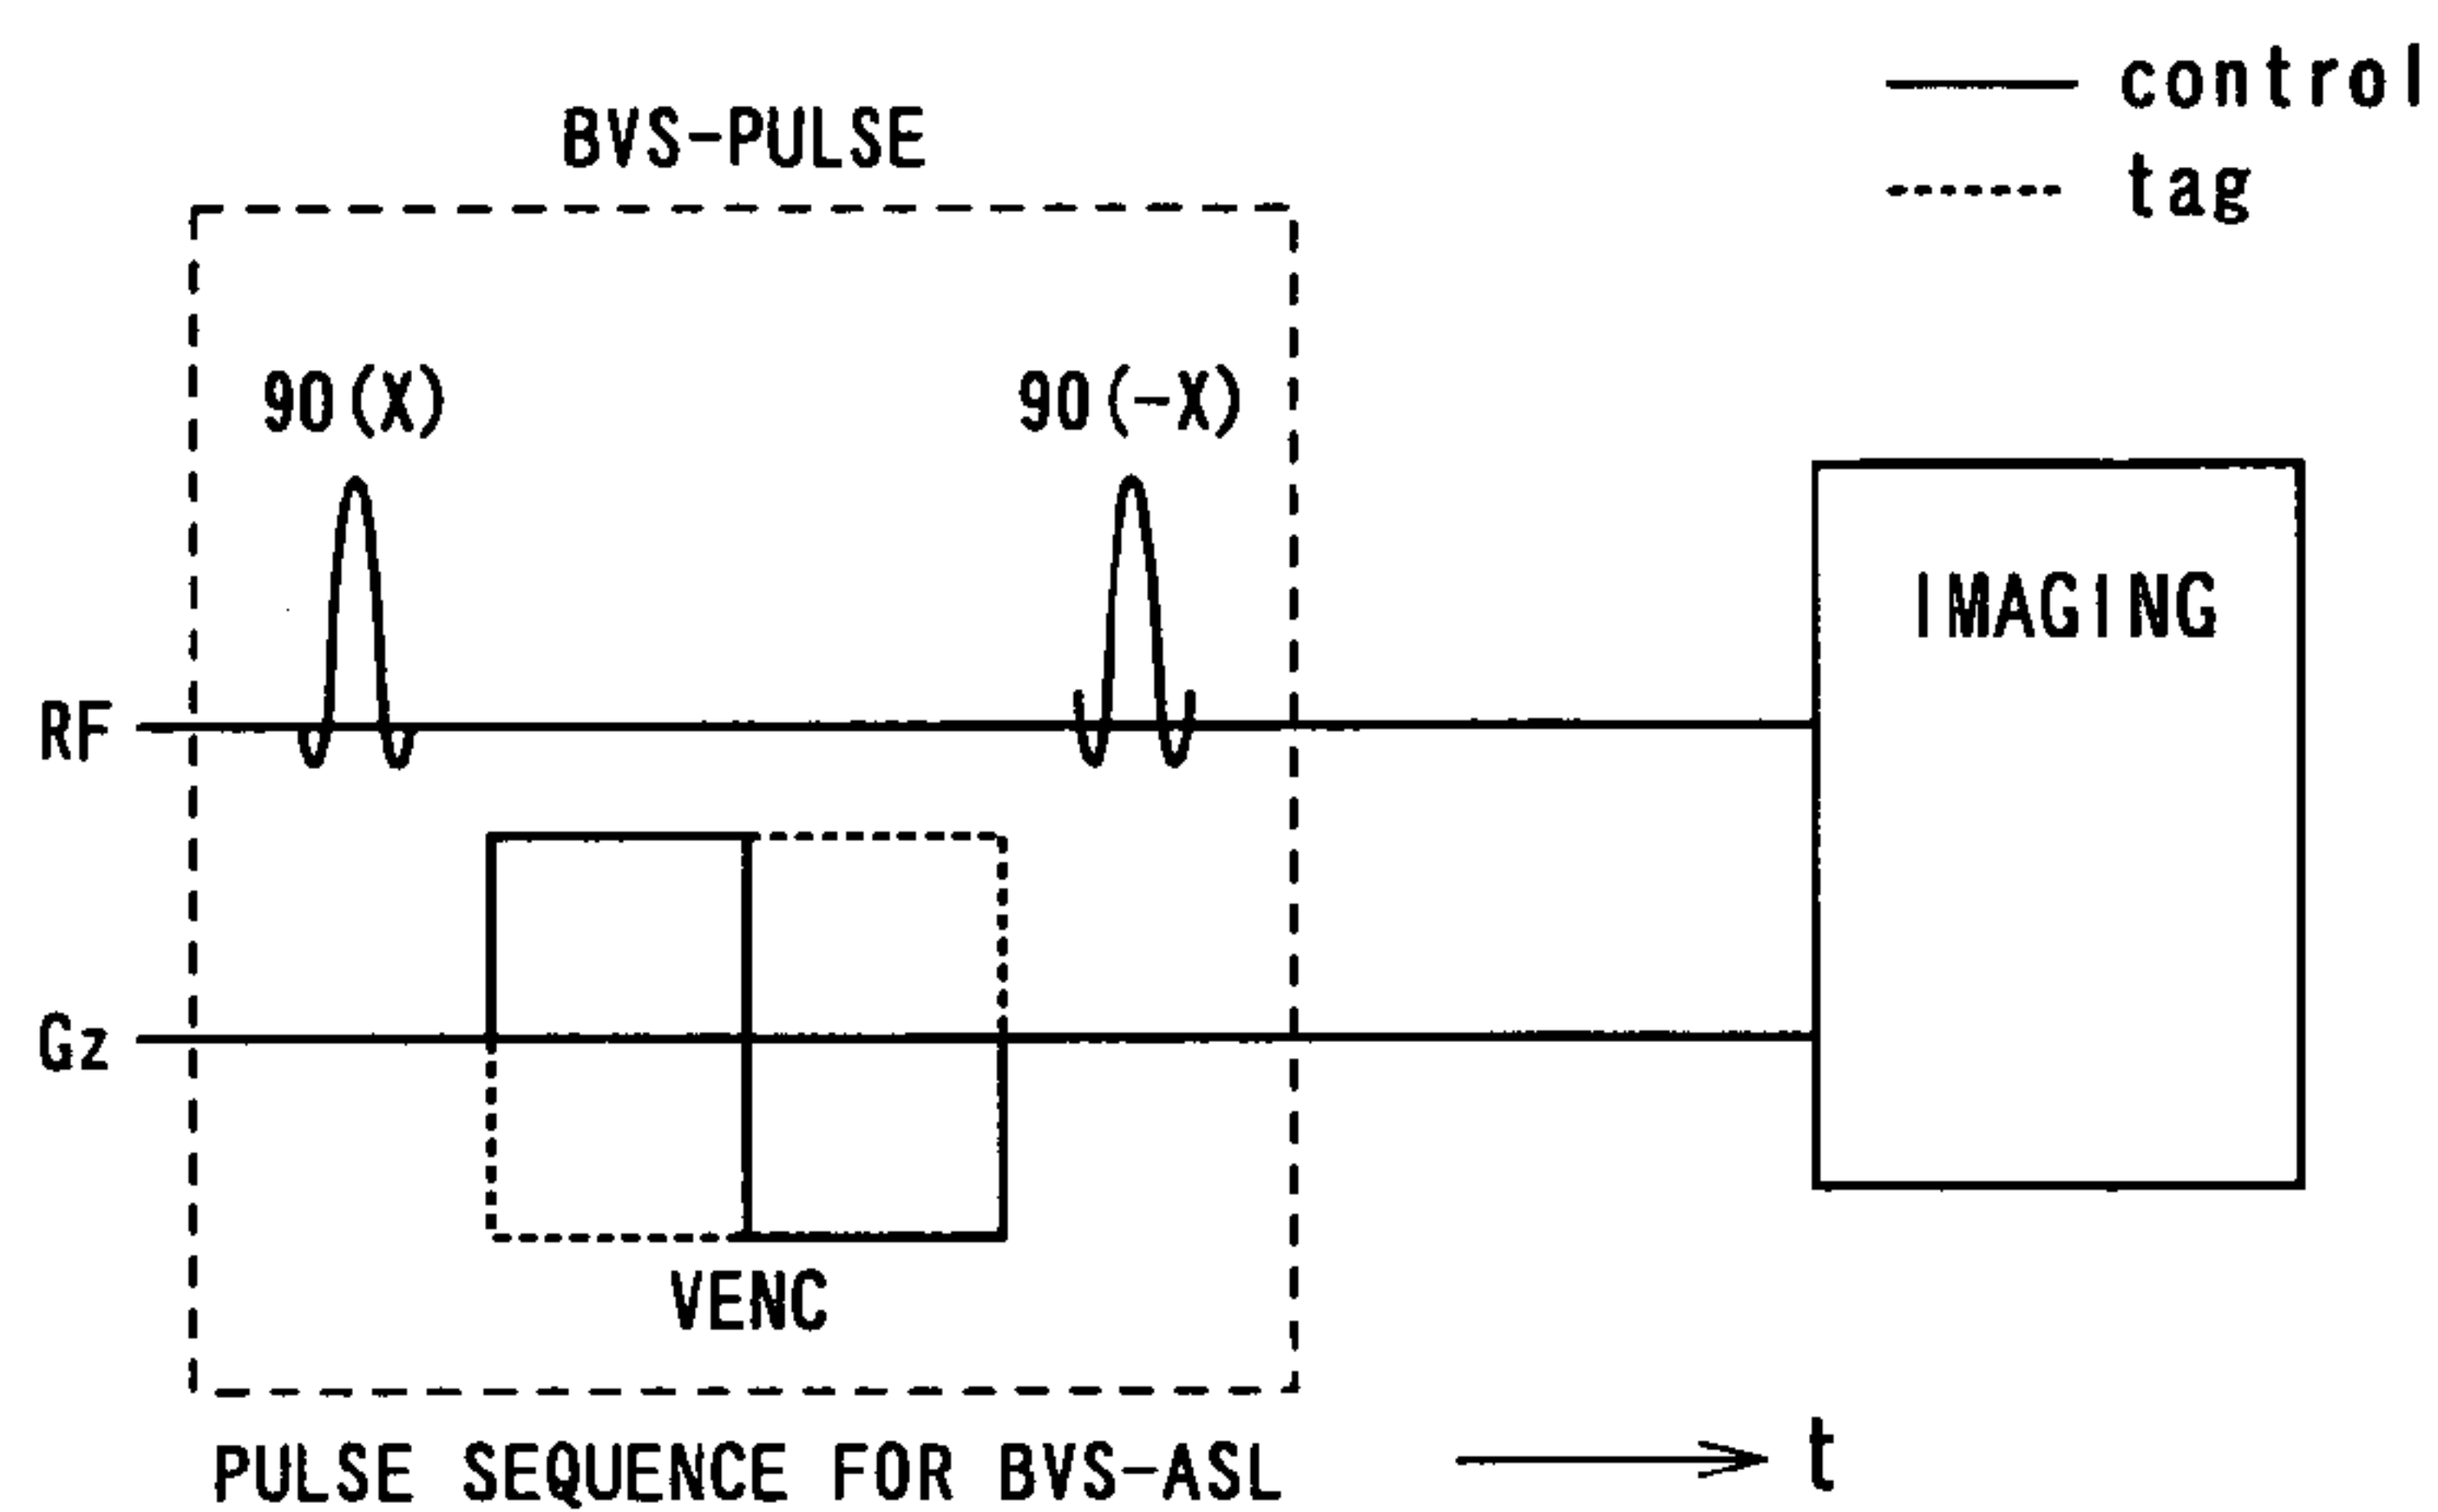 control
tag
BVS-PULSE
90(X)
90(-X)
IMAGING
RF
Gz
VENC
PULSE SEQUENCE FOR BVS-ASL
t